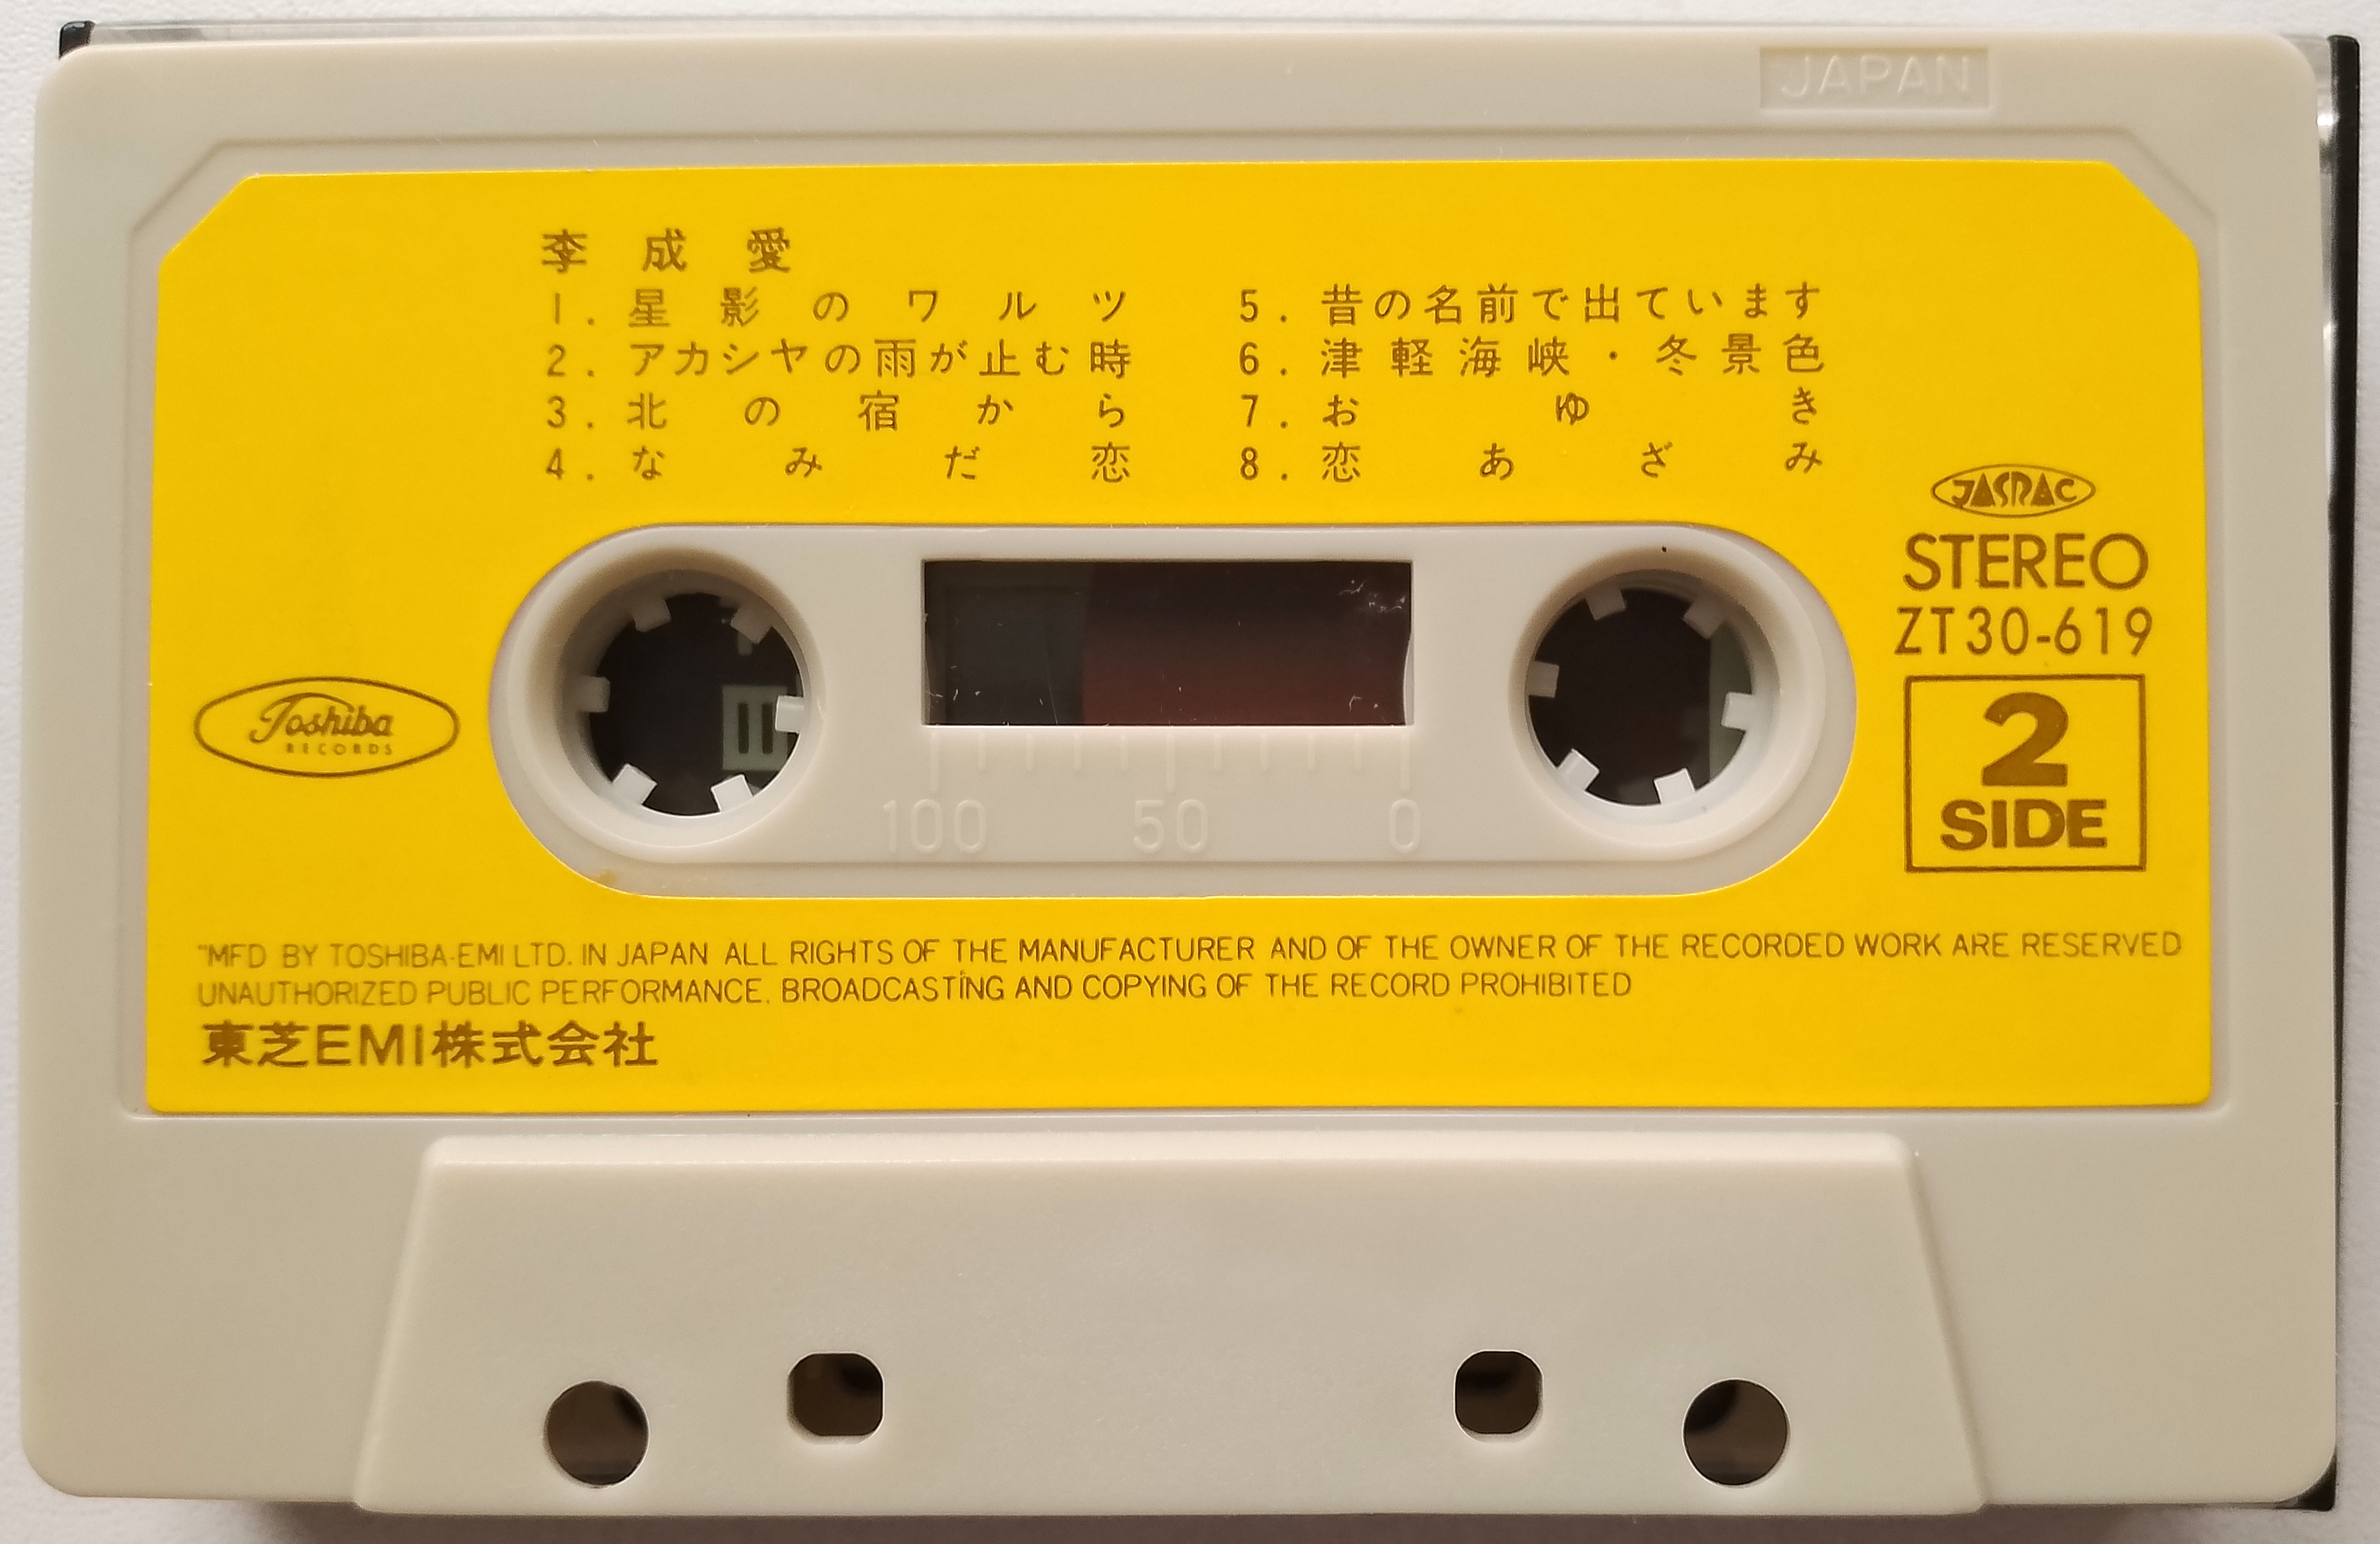 JAPAN
李成愛
1. 星影のワルツ
2. アカシヤの雨が止む時
3. 北の宿から
4. なみだ恋
5. 昔の名前で出ています
6. 津軽海峡・冬景色
7. おゆき
8. 恋あざみ
JASRAC
STEREO
ZT30-619
2
SIDE
Toshiba
RECORDS
100 50 0
"MFD BY TOSHIBA-EMI LTD. IN JAPAN ALL RIGHTS OF THE MANUFACTURER AND OF THE OWNER OF THE RECORDED WORK ARE RESERVED
UNAUTHORIZED PUBLIC PERFORMANCE. BROADCASTING AND COPYING OF THE RECORD PROHIBITED
東芝EMI株式会社